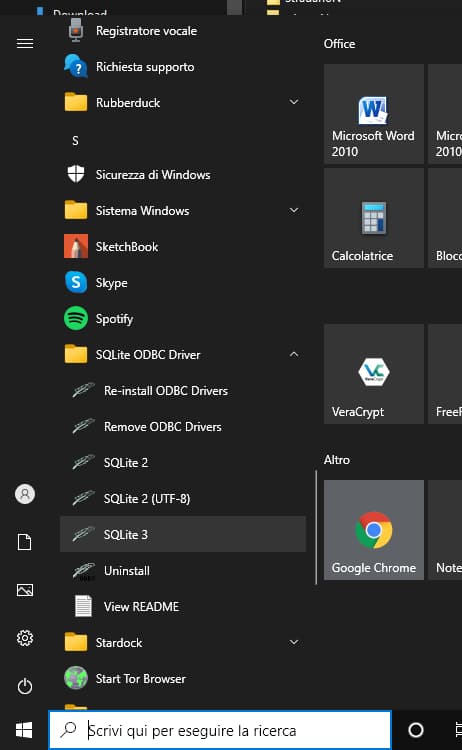 Download
Registratore vocale
Richiesta supporto
Rubberduck
S
Sicurezza di Windows
Sistema Windows
SketchBook
Skype
Spotify
SQLite ODBC Driver
Re-install ODBC Drivers
Remove ODBC Drivers
SQLite 2
SQLite 2 (UTF-8)
SQLite 3
Uninstall
View README
Stardock
Start Tor Browser
Scrivi qui per eseguire la ricerca
Office
Microsoft Word
2010
Micro
2010
Calcolatrice
Bloco
VeraCrypt
VeraCrypt
FreeF
Altro
Google Chrome
Note